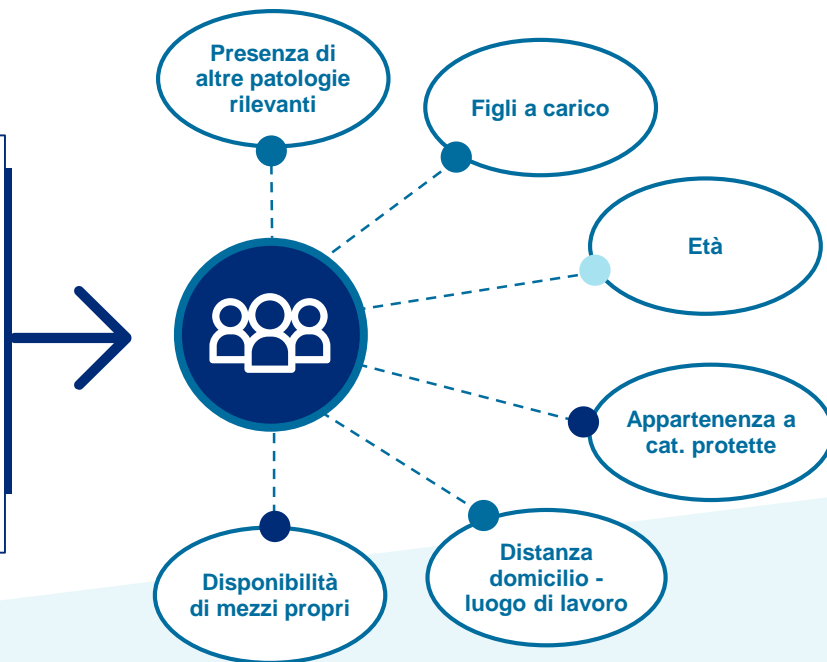 Presenza di
altre patologie
rilevanti
Figli a carico
Età
Appartenenza a
cat. protette
Distanza
domicilio -
luogo di lavoro
Disponibilità
di mezzi propri